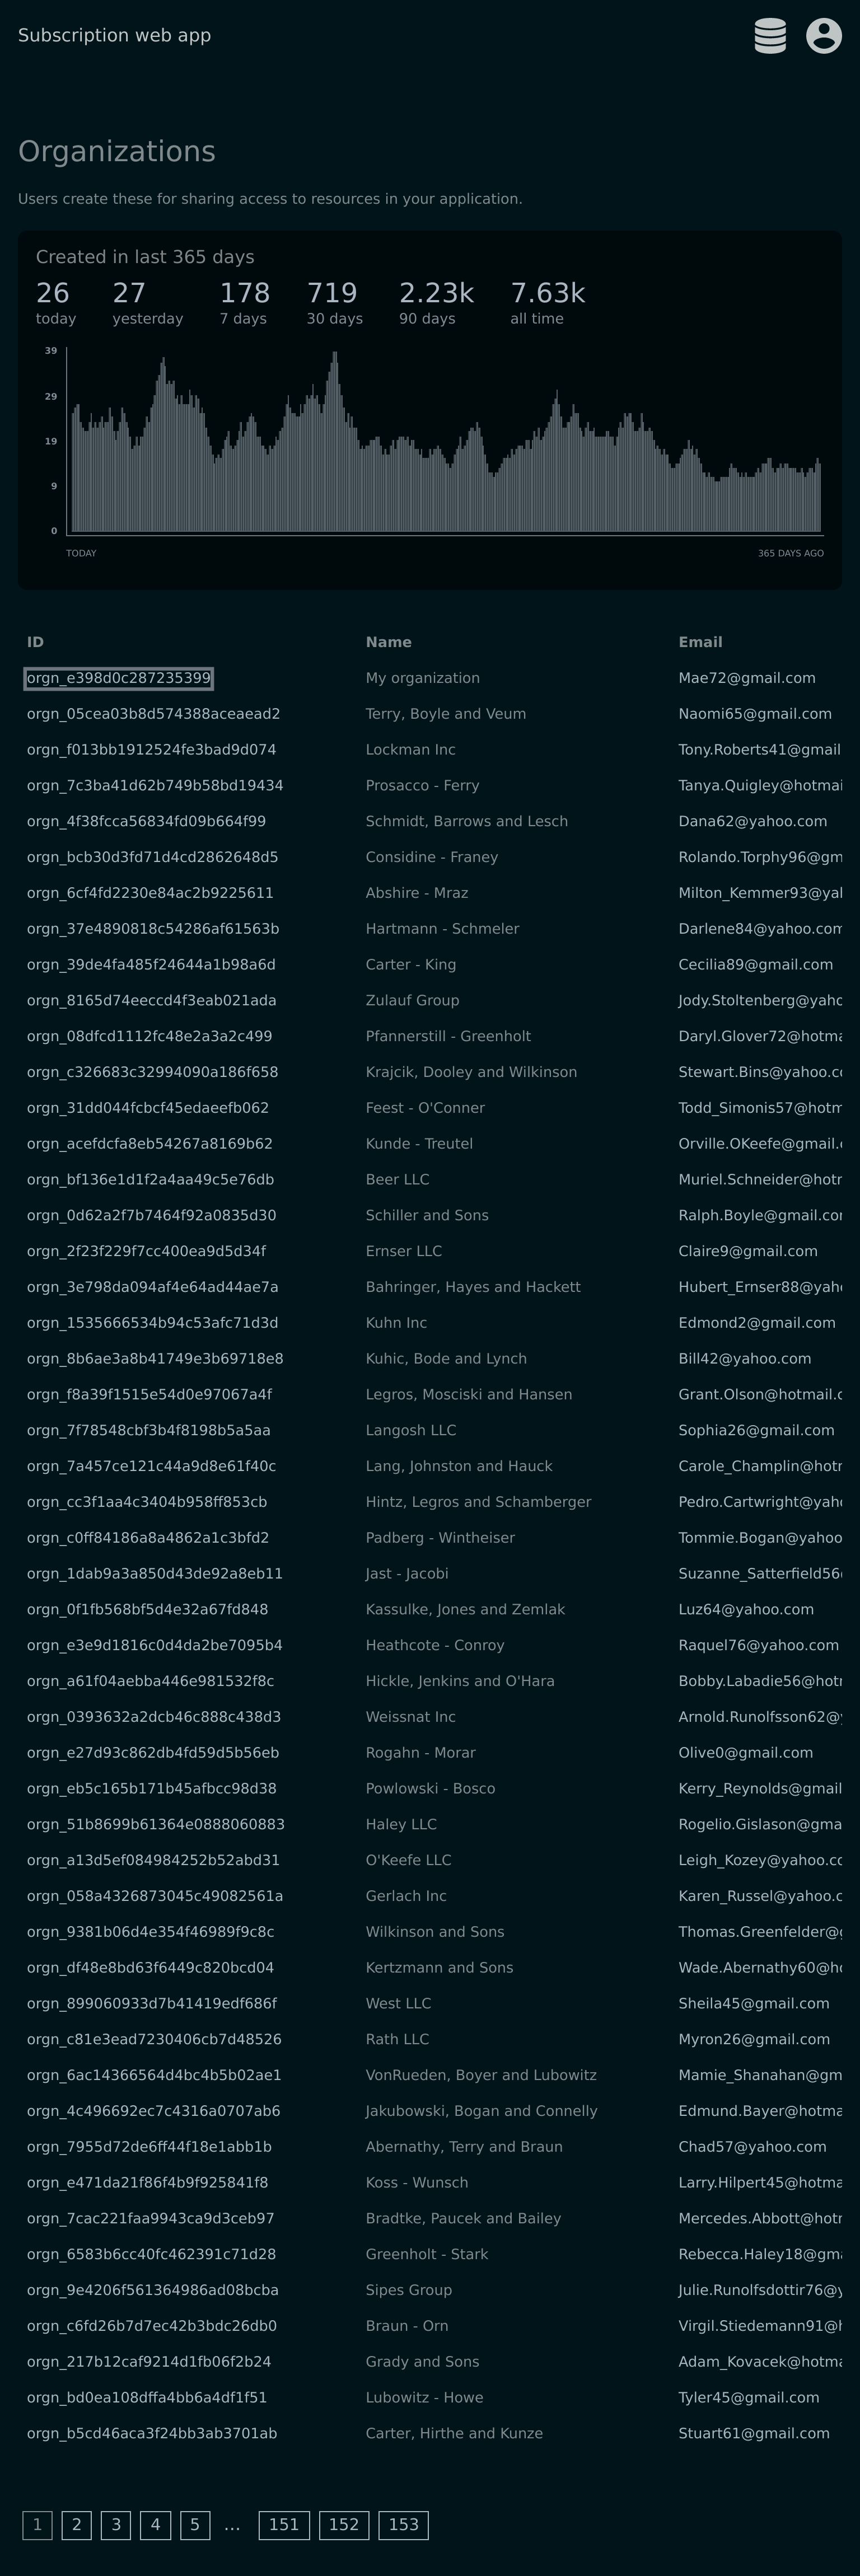 Subscription web app
Organizations
Users create these for sharing access to resources in your application.
Created in last 365 days
26 27 178 719 2.23k 7.63k
today yesterday 7 days 30 days 90 days all time
39
29
19
9
0
TODAY 365 DAYS AGO
ID Name Email
orgn_e398d0c287235399 My organization Mae72@gmail.com
orgn_05cea03b8d574388aceaead2 Terry, Boyle and Veum Naomi65@gmail.com
orgn_f013bb1912524fe3bad9d074 Lockman Inc Tony.Roberts41@gmail
orgn_7c3ba41d62b749b58bd19434 Prosacco - Ferry Tanya.Quigley@hotmai
orgn_4f38fcca56834fd09b664f99 Schmidt, Barrows and Lesch Dana62@yahoo.com
orgn_bcb30d3fd71d4cd2862648d5 Considine - Franey Rolando.Torphy96@gm
orgn_6cf4fd2230e84ac2b9225611 Abshire - Mraz Milton_Kemmer93@yal
orgn_37e4890818c54286af61563b Hartmann - Schmeler Darlene84@yahoo.com
orgn_39de4fa485f24644a1b98a6d Carter - King Cecilia89@gmail.com
orgn_8165d74eeccd4f3eab021ada Zulauf Group Jody.Stoltenberg@yaho
orgn_08dfcd1112fc48e2a3a2c499 Pfannerstill - Greenholt Daryl.Glover72@hotma
orgn_c326683c32994090a186f658 Krajcik, Dooley and Wilkinson Stewart.Bins@yahoo.co
orgn_31dd044fcbcf45edaeefb062 Feest - O'Conner Todd_Simonis57@hotm
orgn_acefdcfa8eb54267a8169b62 Kunde - Treutel Orville.OKeefe@gmail.
orgn_bf136e1d1f2a4aa49c5e76db Beer LLC Muriel.Schneider@hotr
orgn_0d62a2f7b7464f92a0835d30 Schiller and Sons Ralph.Boyle@gmail.cor
orgn_2f23f229f7cc400ea9d5d34f Ernser LLC Claire9@gmail.com
orgn_3e798da094af4e64ad44ae7a Bahringer, Hayes and Hackett Hubert_Ernser88@yaho
orgn_1535666534b94c53afc71d3d Kuhn Inc Edmond2@gmail.com
orgn_8b6ae3a8b41749e3b69718e8 Kuhic, Bode and Lynch Bill42@yahoo.com
orgn_f8a39f1515e54d0e97067a4f Legros, Mosciski and Hansen Grant.Olson@hotmail.c
orgn_7f78548cbf3b4f8198b5a5aa Langosh LLC Sophia26@gmail.com
orgn_7a457ce121c44a9d8e61f40c Lang, Johnston and Hauck Carole_Champlin@hotr
orgn_cc3f1aa4c3404b958ff853cb Hintz, Legros and Schamberger Pedro.Cartwright@yaho
orgn_c0ff84186a8a4862a1c3bfd2 Padberg - Wintheiser Tommie.Bogan@yahoo
orgn_1dab9a3a850d43de92a8eb11 Jast - Jacobi Suzanne_Satterfield56
orgn_0f1fb568bf5d4e32a67fd848 Kassulke, Jones and Zemlak Luz64@yahoo.com
orgn_e3e9d1816c0d4da2be7095b4 Heathcote - Conroy Raquel76@yahoo.com
orgn_a61f04aebba446e981532f8c Hickle, Jenkins and O'Hara Bobby.Labadie56@hotr
orgn_0393632a2dcb46c888c438d3 Weissnat Inc Arnold.Runolfsson62@
orgn_e27d93c862db4fd59d5b56eb Rogahn - Morar Olive0@gmail.com
orgn_eb5c165b171b45afbcc98d38 Powlowski - Bosco Kerry_Reynolds@gmail
orgn_51b8699b61364e0888060883 Haley LLC Rogelio.Gislason@gma
orgn_a13d5ef084984252b52abd31 O'Keefe LLC Leigh_Kozey@yahoo.co
orgn_058a4326873045c49082561a Gerlach Inc Karen_Russel@yahoo.c
orgn_9381b06d4e354f46989f9c8c Wilkinson and Sons Thomas.Greenfelder@g
orgn_df48e8bd63f6449c820bcd04 Kertzmann and Sons Wade.Abernathy60@ho
orgn_899060933d7b41419edf686f West LLC Sheila45@gmail.com
orgn_c81e3ead7230406cb7d48526 Rath LLC Myron26@gmail.com
orgn_6ac14366564d4bc4b5b02ae1 VonRueden, Boyer and Lubowitz Mamie_Shanahan@gm
orgn_4c496692ec7c4316a0707ab6 Jakubowski, Bogan and Connelly Edmund.Bayer@hotma
orgn_7955d72de6ff44f18e1abb1b Abernathy, Terry and Braun Chad57@yahoo.com
orgn_e471da21f86f4b9f925841f8 Koss - Wunsch Larry.Hilpert45@hotma
orgn_7cac221faa9943ca9d3ceb97 Bradtke, Paucek and Bailey Mercedes.Abbott@hotr
orgn_6583b6cc40fc462391c71d28 Greenholt - Stark Rebecca.Haley18@gma
orgn_9e4206f561364986ad08bcba Sipes Group Julie.Runolfsdottir76@y
orgn_c6fd26b7d7ec42b3bdc26db0 Braun - Orn Virgil.Stiedemann91@h
orgn_217b12caf9214d1fb06f2b24 Grady and Sons Adam_Kovacek@hotma
orgn_bd0ea108dffa4bb6a4df1f51 Lubowitz - Howe Tyler45@gmail.com
orgn_b5cd46aca3f24bb3ab3701ab Carter, Hirthe and Kunze Stuart61@gmail.com
1 2 3 4 5 … 151 152 153